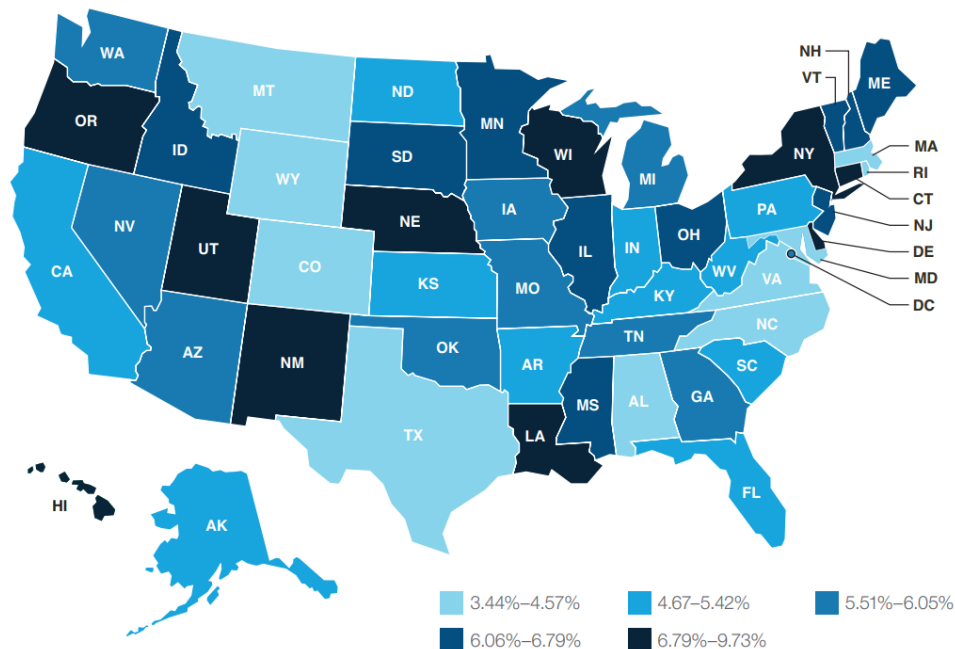 NH
WA
VT
ME
MT
ND
OR
MN
MA
ID
SD
WI
NY
RI
WY
MI
CT
NV
IA
PA
NJ
NE
OH
DE
UT
IL
IN
CA
CO
WV
VA
MD
KS
MO
KY
DC
NC
TN
AZ
OK
NM
AR
SC
MS
AL
GA
TX
LA
FL
HI
AK
3.44%–4.57%
4.67–5.42%
5.51%–6.05%
6.06%–6.79%
6.79%–9.73%